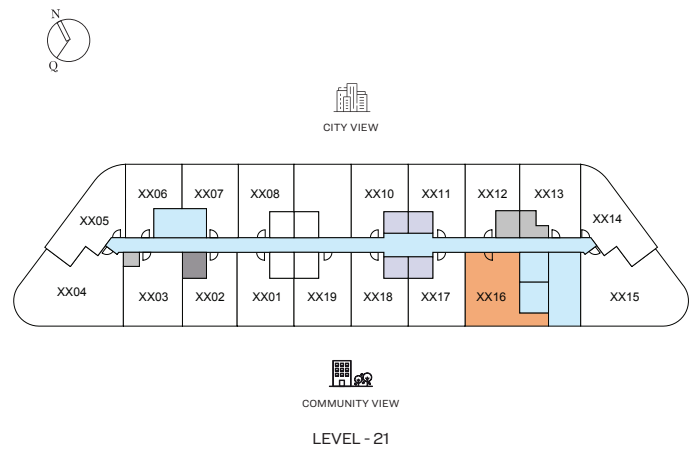 N
Q
CITY VIEW
XX06 XX07 XX08 XX10 XX11 XX12 XX13
XX05 XX14
XX04 XX03 XX02 XX01 XX19 XX18 XX17 XX16 XX15
COMMUNITY VIEW
LEVEL - 21